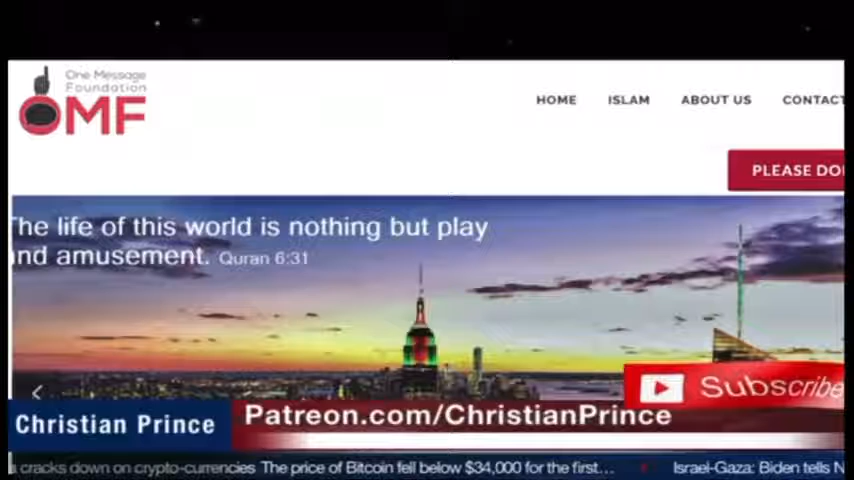 One Message
Foundation
OMF
HOME ISLAM ABOUT US CONTACT
PLEASE DO
The life of this world is nothing but play
and amusement. Quran 6:31
Subscribe
Christian Prince
Patreon.com/ChristianPrince
a cracks down on crypto-currencies The price of Bitcoin fell below $34,000 for the first... Israel-Gaza: Biden tells N